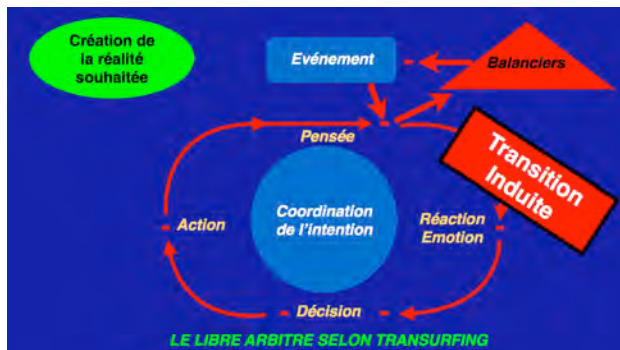 Création de
la réalité
souhaitée
Evénement
Balanciers
Pensée
Transition
Induite
Action
Coordination
de l'intention
Réaction
Emotion
Décision
LE LIBRE ARBITRE SELON TRANSURFING